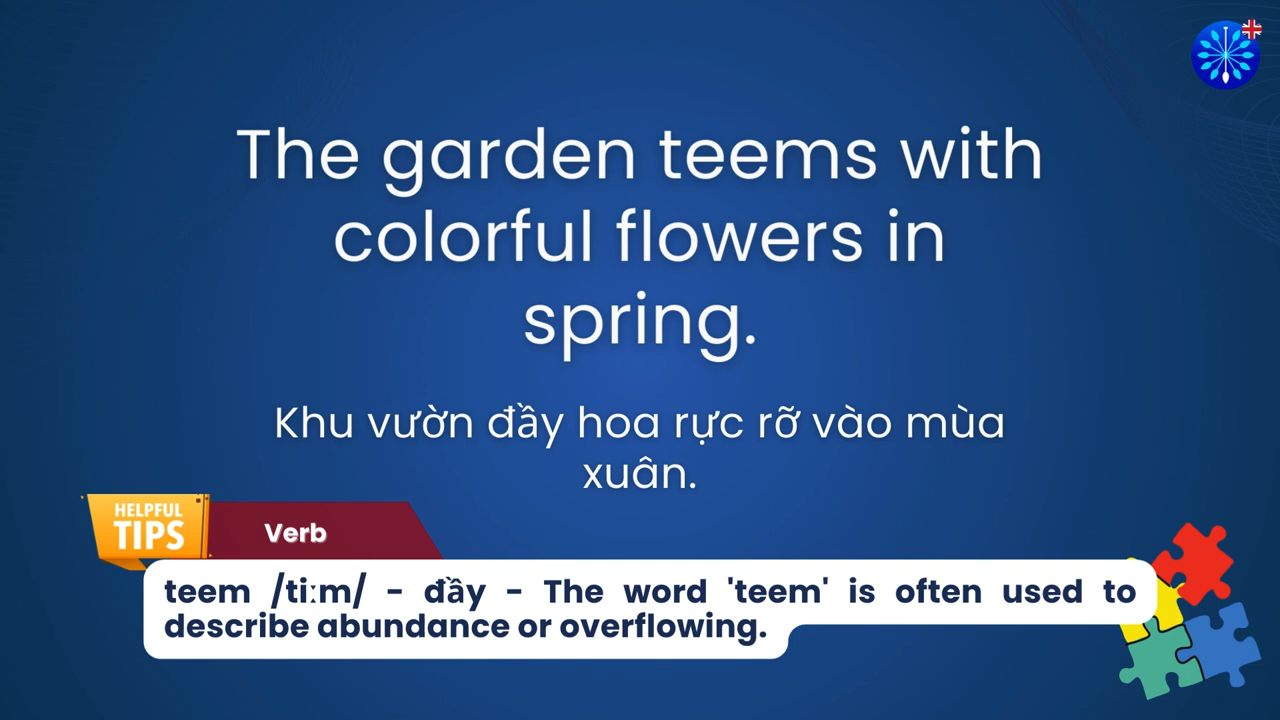 The garden teems with
colorful flowers in
spring.
Khu vườn đầy hoa rực rỡ vào mùa
xuân.
HELPFUL
TIPS
Verb
teem /tiːm/ - đầy - The word 'teem' is often used to
describe abundance or overflowing.